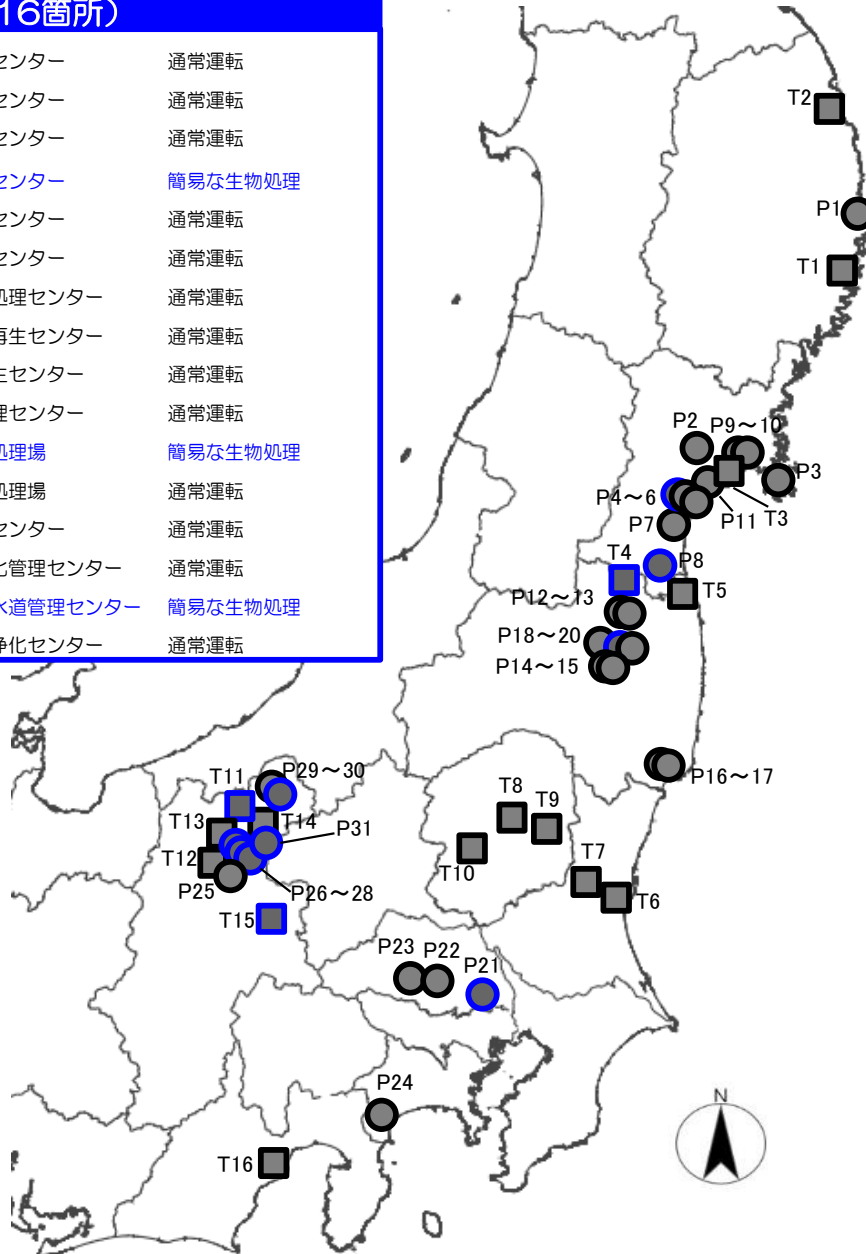 16箇所）
センター 通常運転
センター 通常運転
センター 通常運転
センター 簡易な生物処理
センター 通常運転
センター 通常運転
処理センター 通常運転
再生センター 通常運転
センター 通常運転
理センター 通常運転
処理場 簡易な生物処理
処理場 通常運転
センター 通常運転
化管理センター 通常運転
水道管理センター 簡易な生物処理
浄化センター 通常運転
T2
P1
T1
P2
P9～10
P3
P4～6
P11
T3
P7
T4
P8
T5
P12～13
P18～20
P14～15
P16～17
T11
P29～30
T13
T14
P31
T12
P25
P26～28
T15
T8
T9
T10
T7
T6
P23
P22
P21
P24
T16
N